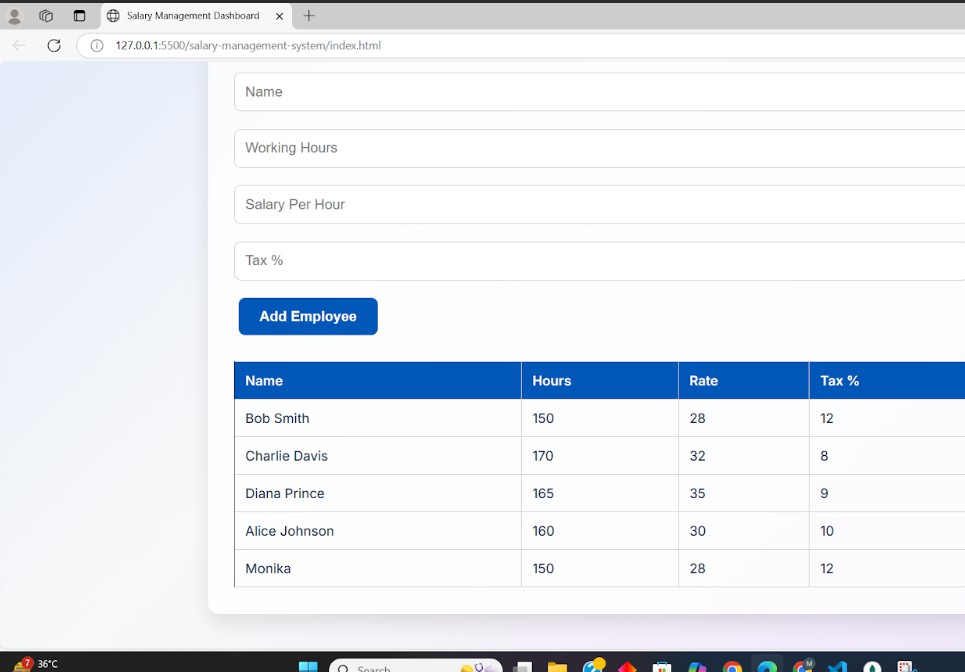 Salary Management Dashboard
127.0.0.1:5500/salary-management-system/index.html
Name
Working Hours
Salary Per Hour
Tax %
Add Employee
Name Hours Rate Tax %
Bob Smith 150 28 12
Charlie Davis 170 32 8
Diana Prince 165 35 9
Alice Johnson 160 30 10
Monika 150 28 12
7 36°C Search M